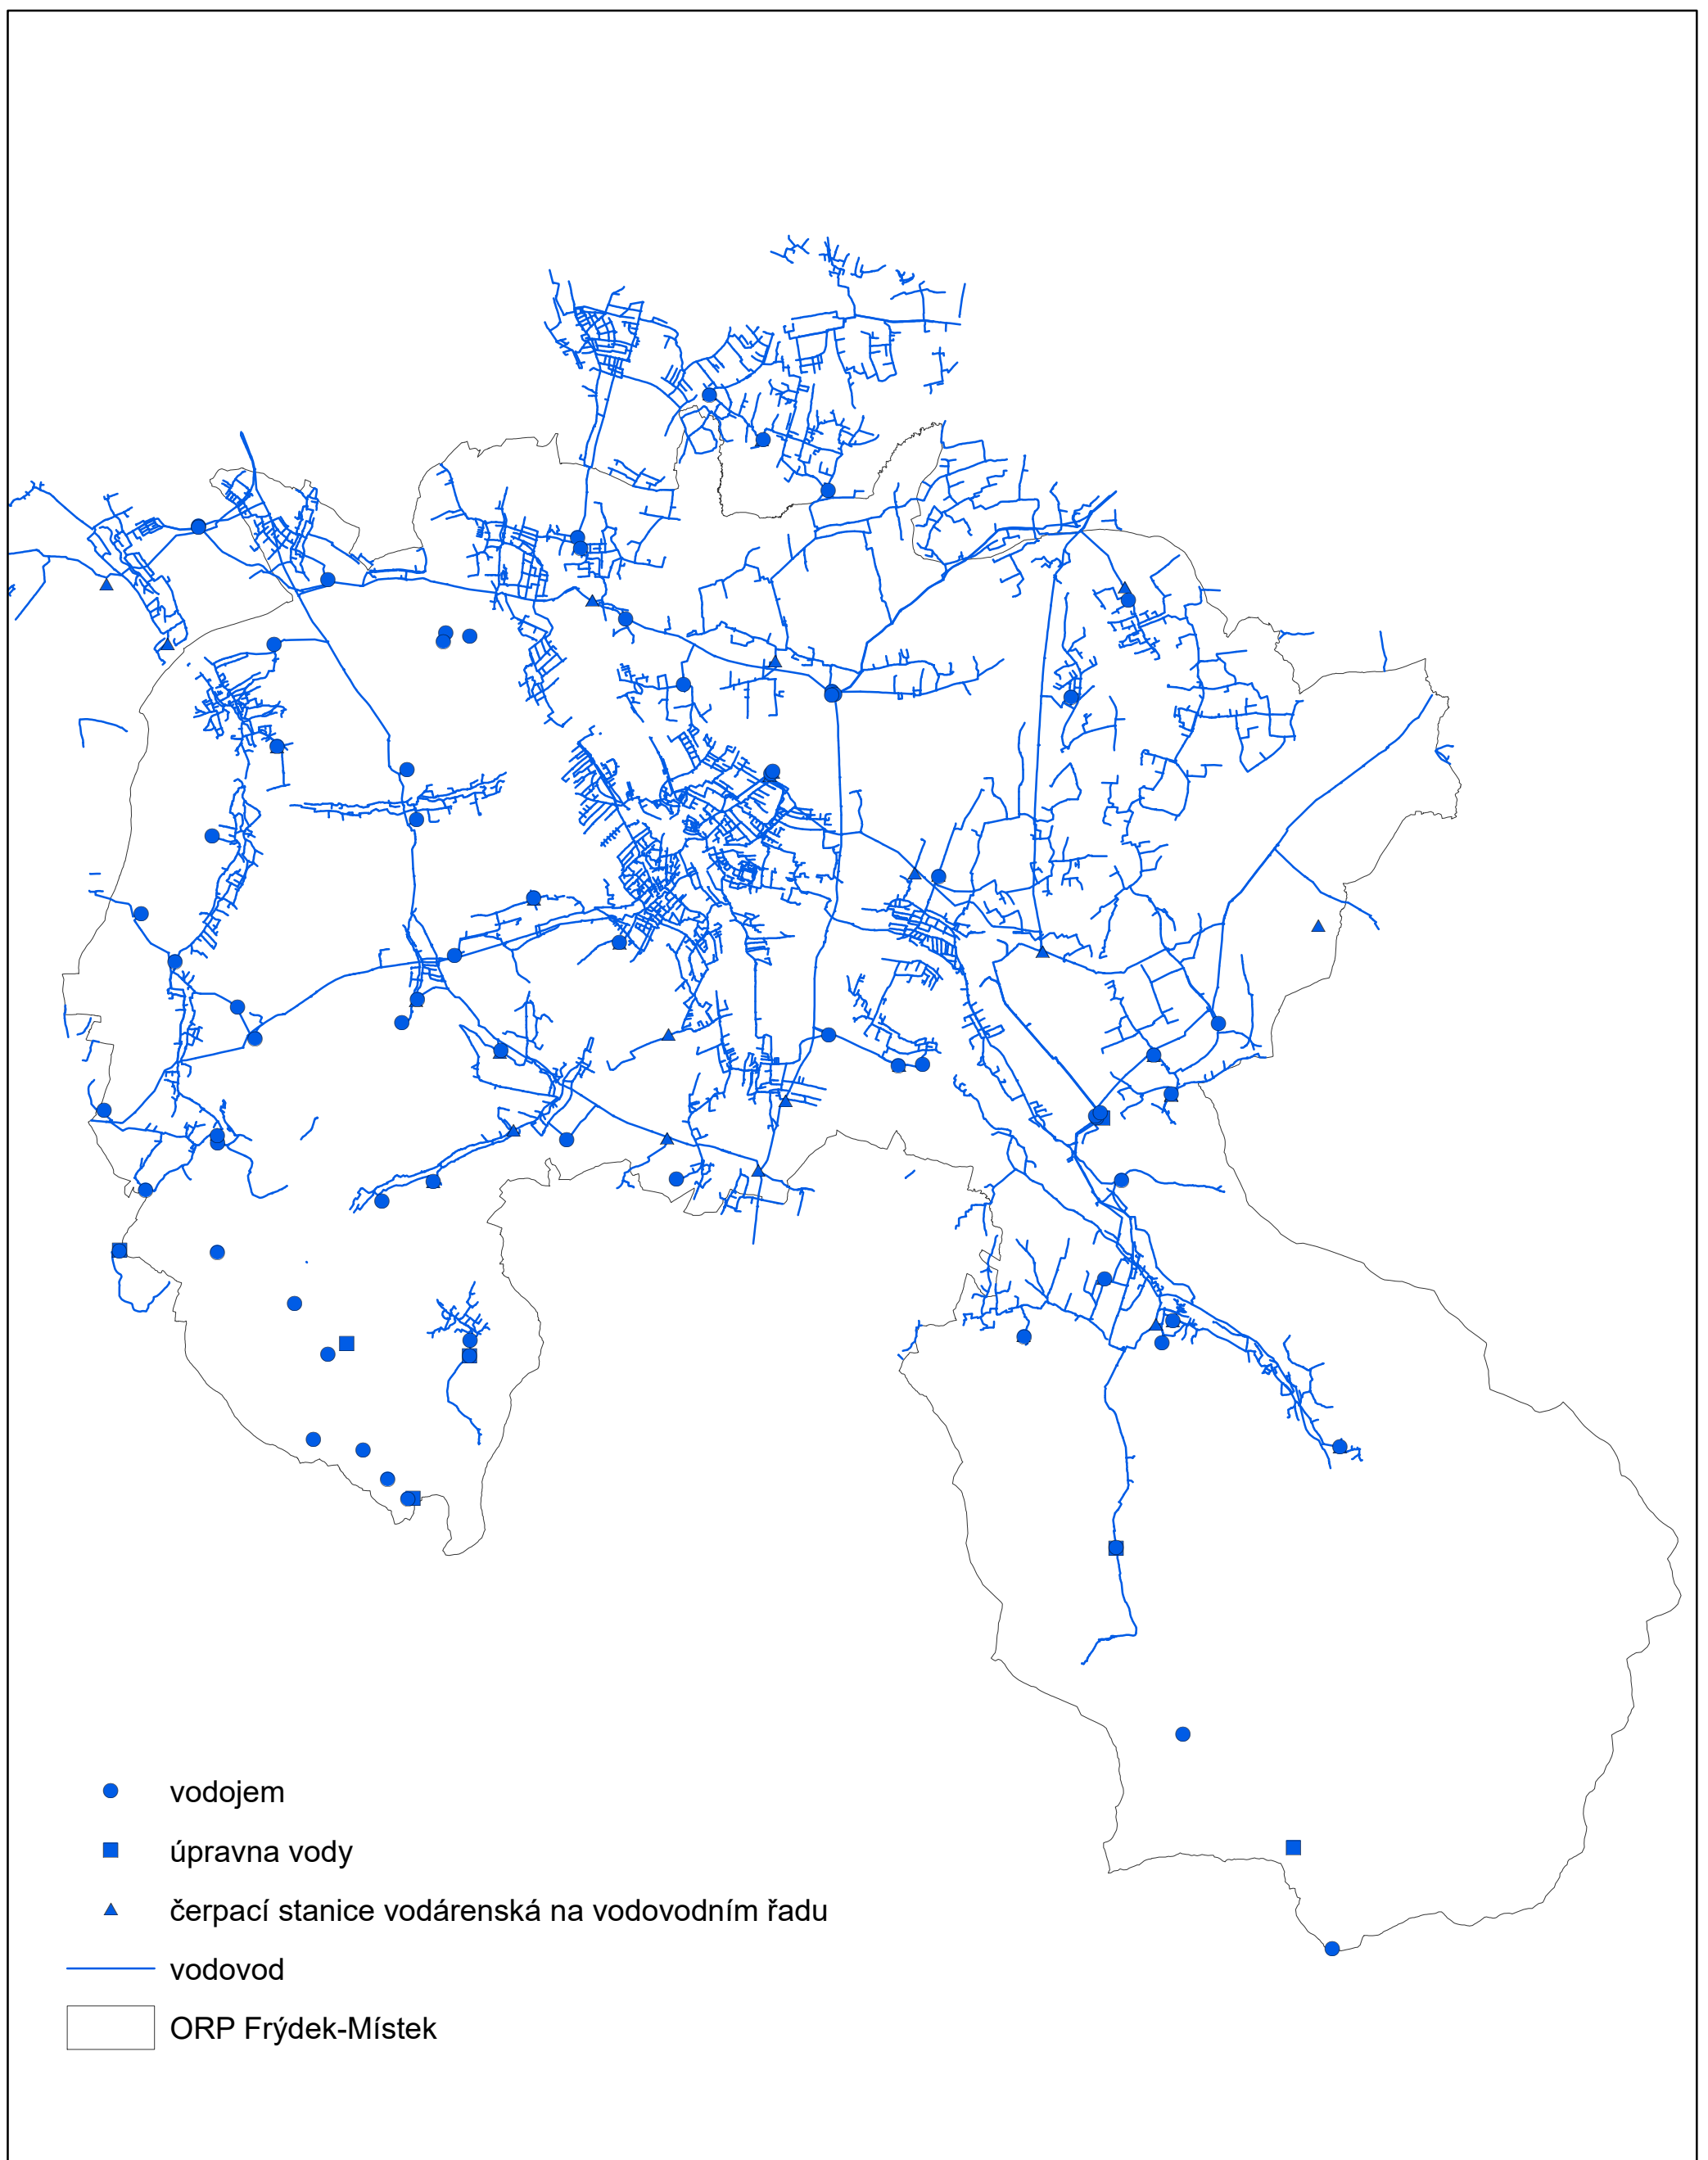 vodojem
úpravna vody
čerpací stanice vodárenská na vodovodním řadu
vodovod
ORP Frýdek-Místek